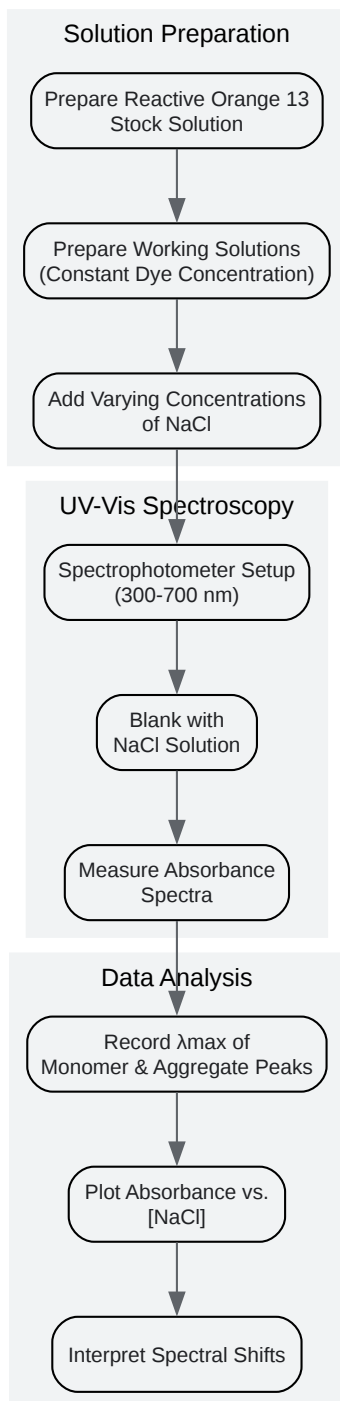 Solution Preparation
Prepare Reactive Orange 13
Stock Solution
Prepare Working Solutions
(Constant Dye Concentration)
Add Varying Concentrations
of NaCl
UV-Vis Spectroscopy
Spectrophotometer Setup
(300-700 nm)
Blank with
NaCl Solution
Measure Absorbance
Spectra
Data Analysis
Record λmax of
Monomer & Aggregate Peaks
Plot Absorbance vs.
[NaCl]
Interpret Spectral Shifts